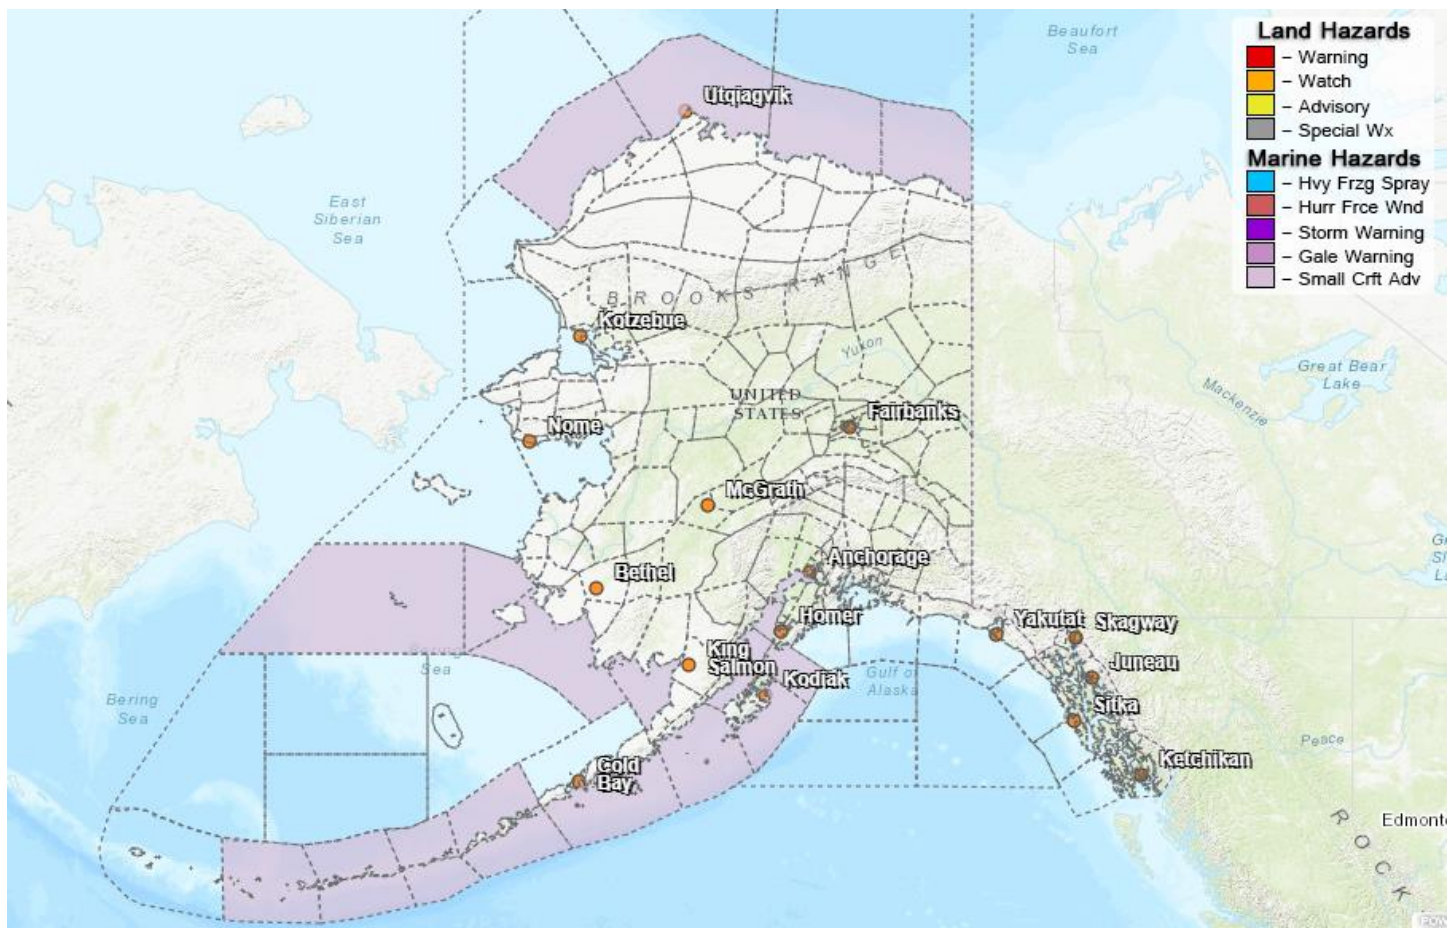 Beaufort
Sea
Land Hazards
– Warning
– Watch
– Advisory
– Special Wx
Marine Hazards
– Hvy Frzg Spray
– Hurr Frce Wnd
– Storm Warning
– Gale Warning
– Small Crft Adv
Utqiagvik
East
Siberian
Sea
BROOKS RANGE
Kotzebue
Yukon
Great Bear
Lake
Mackenzie
UNITED
STATES
Fairbanks
Nome
McGrath
Anchorage
Bethel
Homer
Yakutat
Skagway
King
Salmon
Sea
Juneau
Kodiak
Gulf of
Alaska
Bering
Sea
Sitka
Peace
Ketchikan
Cold
Bay
ROCK
Edmont